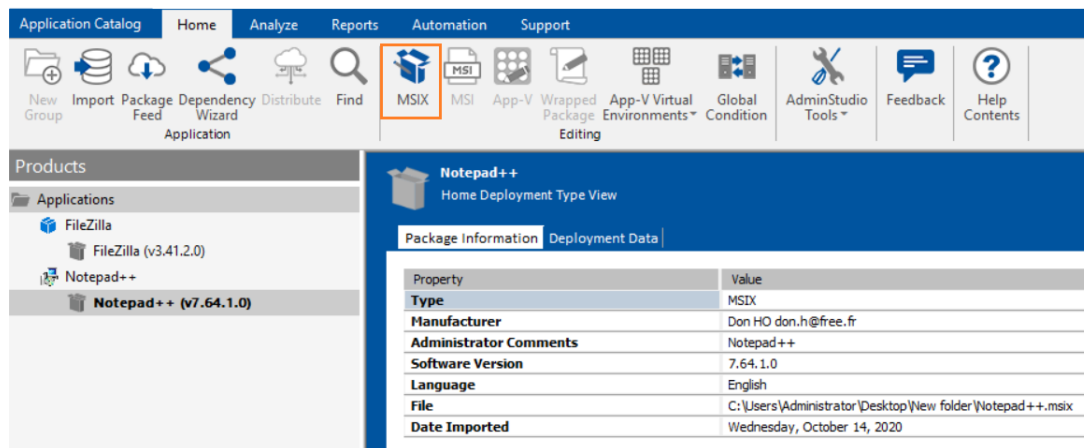 Application Catalog Home Analyze Reports Automation Support
New Group Import Package Feed Dependency Wizard Distribute Find
Application
MSI
MSIX MSI App-V Wrapped Package App-V Virtual Environments Global Condition
Editing
AdminStudio Tools Feedback Help Contents
Products
Applications
FileZilla
FileZilla (v3.41.2.0)
Notepad++
Notepad++ (v7.64.1.0)
Notepad++
Home Deployment Type View
Package Information Deployment Data
Property Value
Type MSIX
Manufacturer Don HO don.h@free.fr
Administrator Comments Notepad++
Software Version 7.64.1.0
Language English
File C:\Users\Administrator\Desktop\New folder\Notepad++.msix
Date Imported Wednesday, October 14, 2020